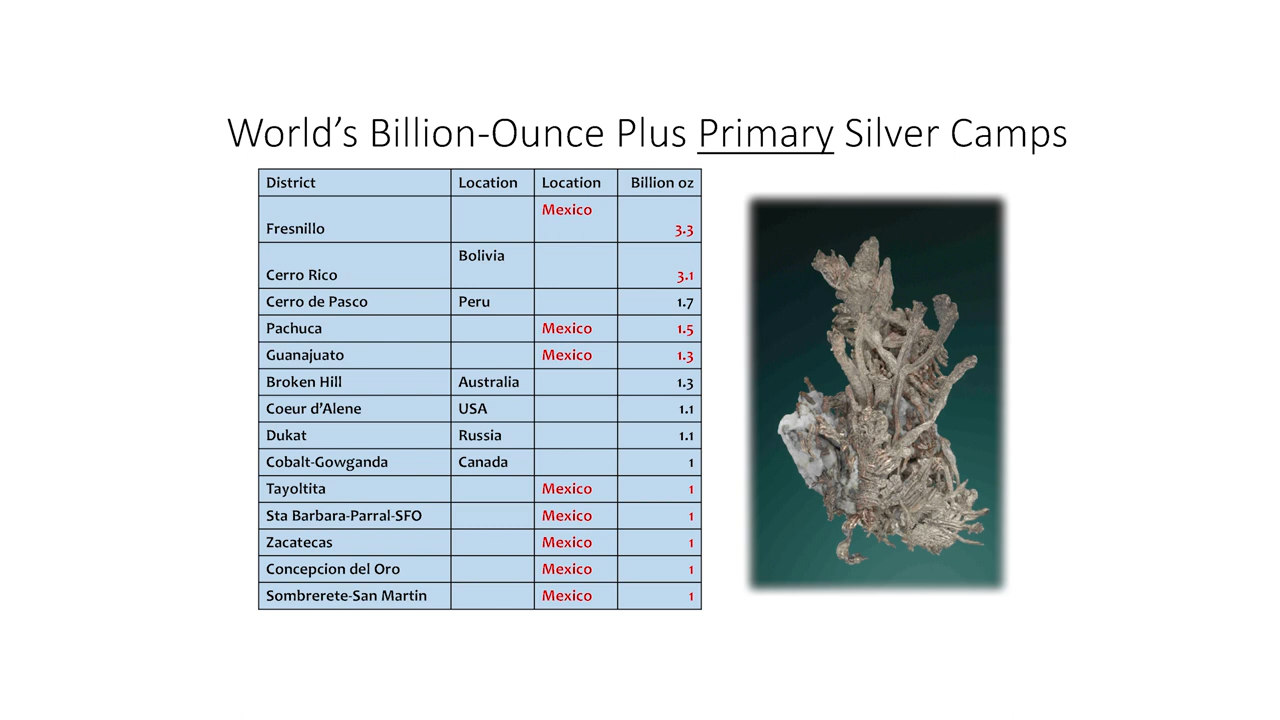 World's Billion-Ounce Plus Primary Silver Camps
District Location Location Billion oz
Fresnillo Mexico 3.3
Cerro Rico Bolivia 3.1
Cerro de Pasco Peru 1.7
Pachuca Mexico 1.5
Guanajuato Mexico 1.3
Broken Hill Australia 1.3
Coeur d'Alene USA 1.1
Dukat Russia 1.1
Cobalt-Gowganda Canada 1
Tayoltita Mexico 1
Sta Barbara-Parral-SFO Mexico 1
Zacatecas Mexico 1
Concepcion del Oro Mexico 1
Sombrerete-San Martin Mexico 1